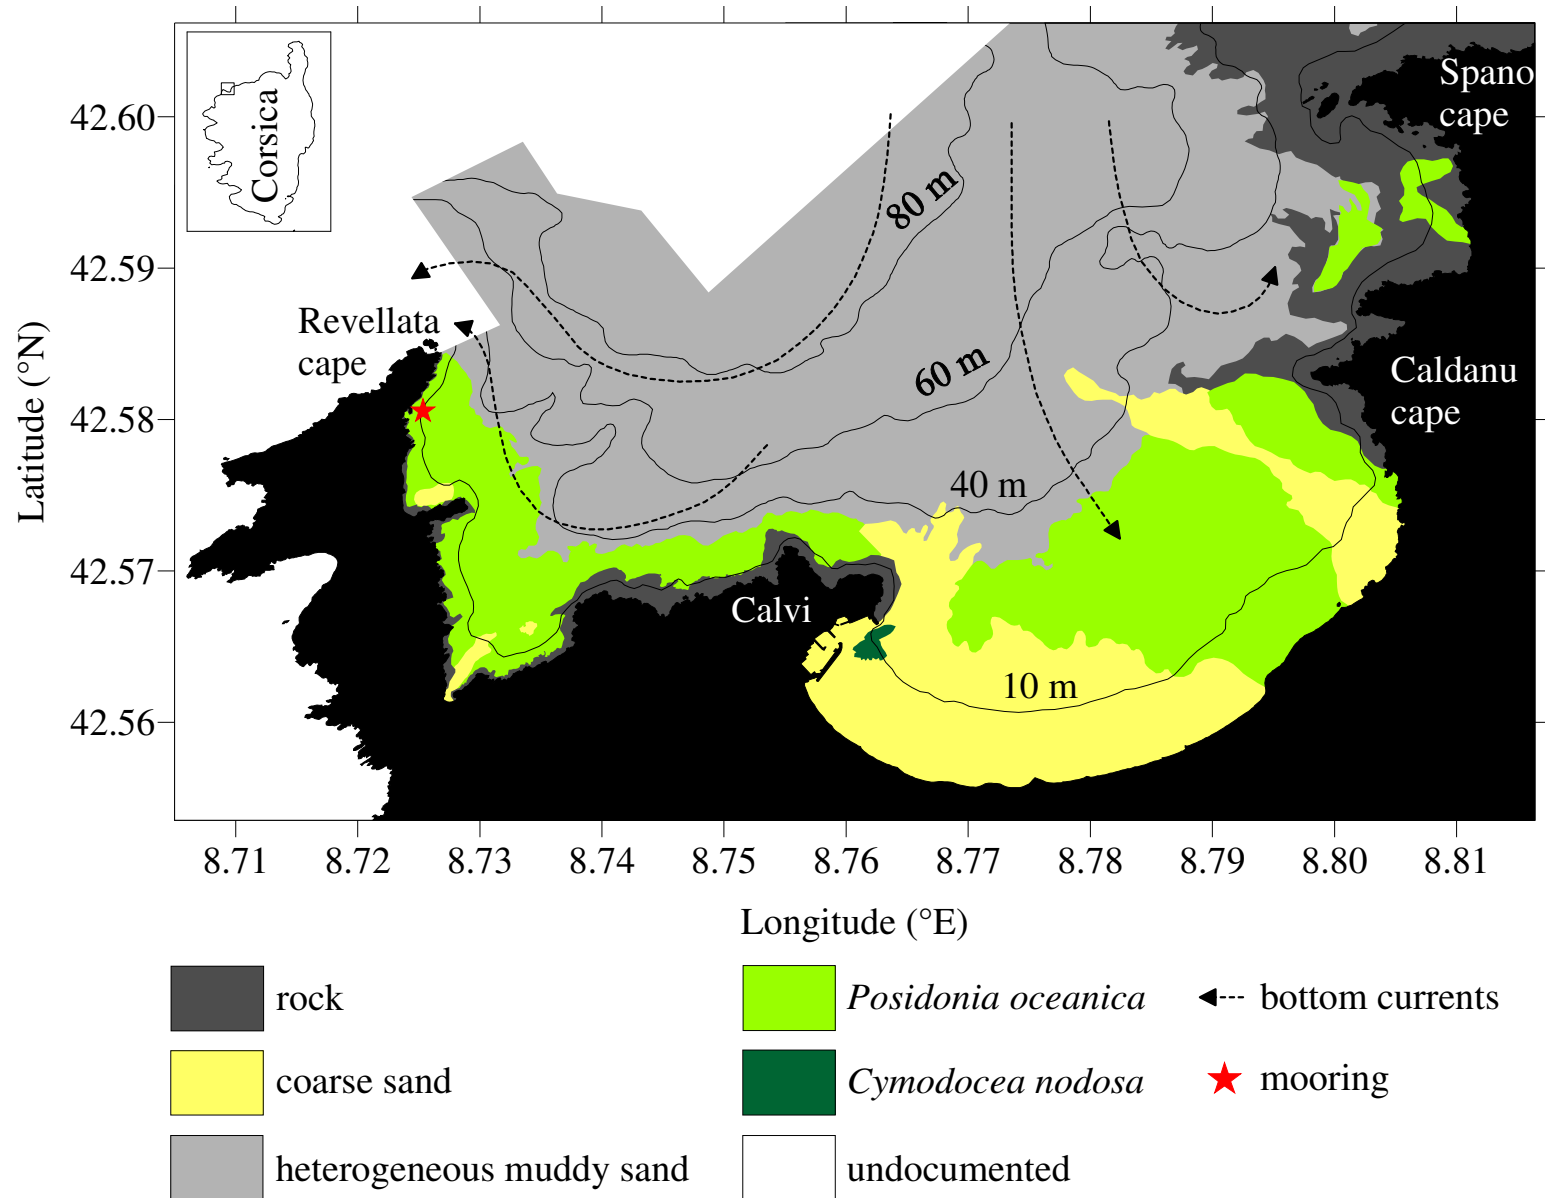 Corsica
Spano
cape
42.60
80 m
42.59
Revellata
cape
60 m
Caldanu
cape
42.58
Latitude (°N)
40 m
42.57
Calvi
10 m
42.56
8.71 8.72 8.73 8.74 8.75 8.76 8.77 8.78 8.79 8.80 8.81
Longitude (°E)
rock
Posidonia oceanica
bottom currents
coarse sand
Cymodocea nodosa
mooring
heterogeneous muddy sand
undocumented